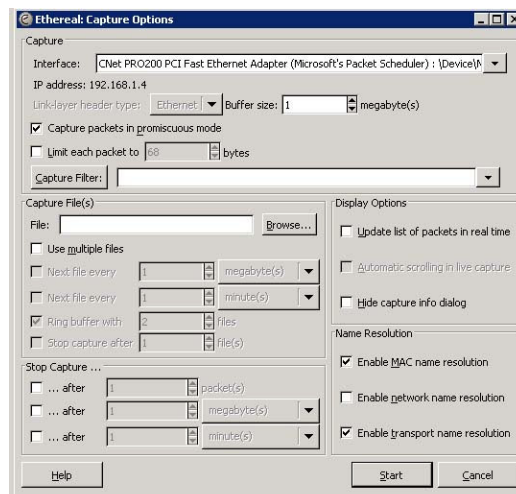 Ethereal: Capture Options
Capture
Interface: CNet PRO200 PCI Fast Ethernet Adapter (Microsoft's Packet Scheduler) : \Device\
IP address: 192.168.1.4
Link-layer header type: Ethernet Buffer size: 1 megabyte(s)
Capture packets in promiscuous mode
Limit each packet to 68 bytes
Capture Filter:
Capture File(s)
File: Browse...
Use multiple files
Next file every 1 megabyte(s)
Next file every 1 minute(s)
Ring buffer with 2 files
Stop capture after 1 file(s)
Display Options
Update list of packets in real time
Automatic scrolling in live capture
Hide capture info dialog
Stop Capture ...
... after 1 packet(s)
... after 1 megabyte(s)
... after 1 minute(s)
Name Resolution
Enable MAC name resolution
Enable network name resolution
Enable transport name resolution
Help Start Cancel